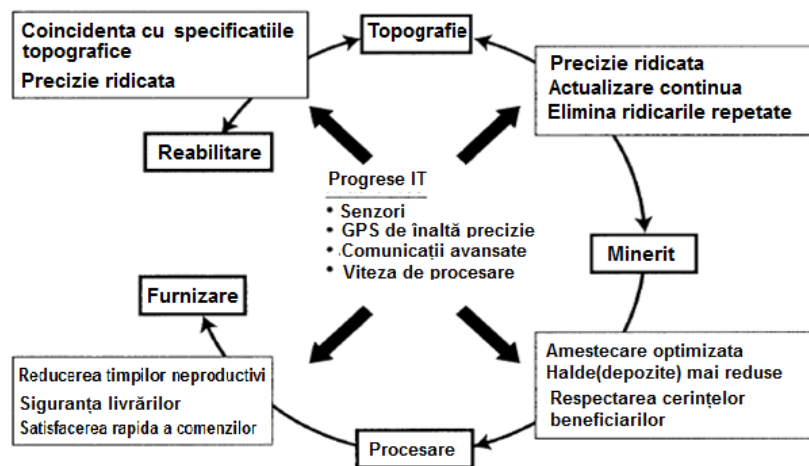 Coincidenta cu specificatiile
topografice
Precizie ridicata
Topografie
Precizie ridicata
Actualizare continua
Elimina ridicarile repetate
Reabilitare
Progrese IT
• Senzori
• GPS de înaltă precizie
• Comunicații avansate
• Viteza de procesare
Minerit
Furnizare
Reducerea timpilor neproductivi
Siguranța livrărilor
Satisfacerea rapida a comenzilor
Procesare
Amestecare optimizata
Halde(depozite) mai reduse
Respectarea cerințelor
beneficiarilor